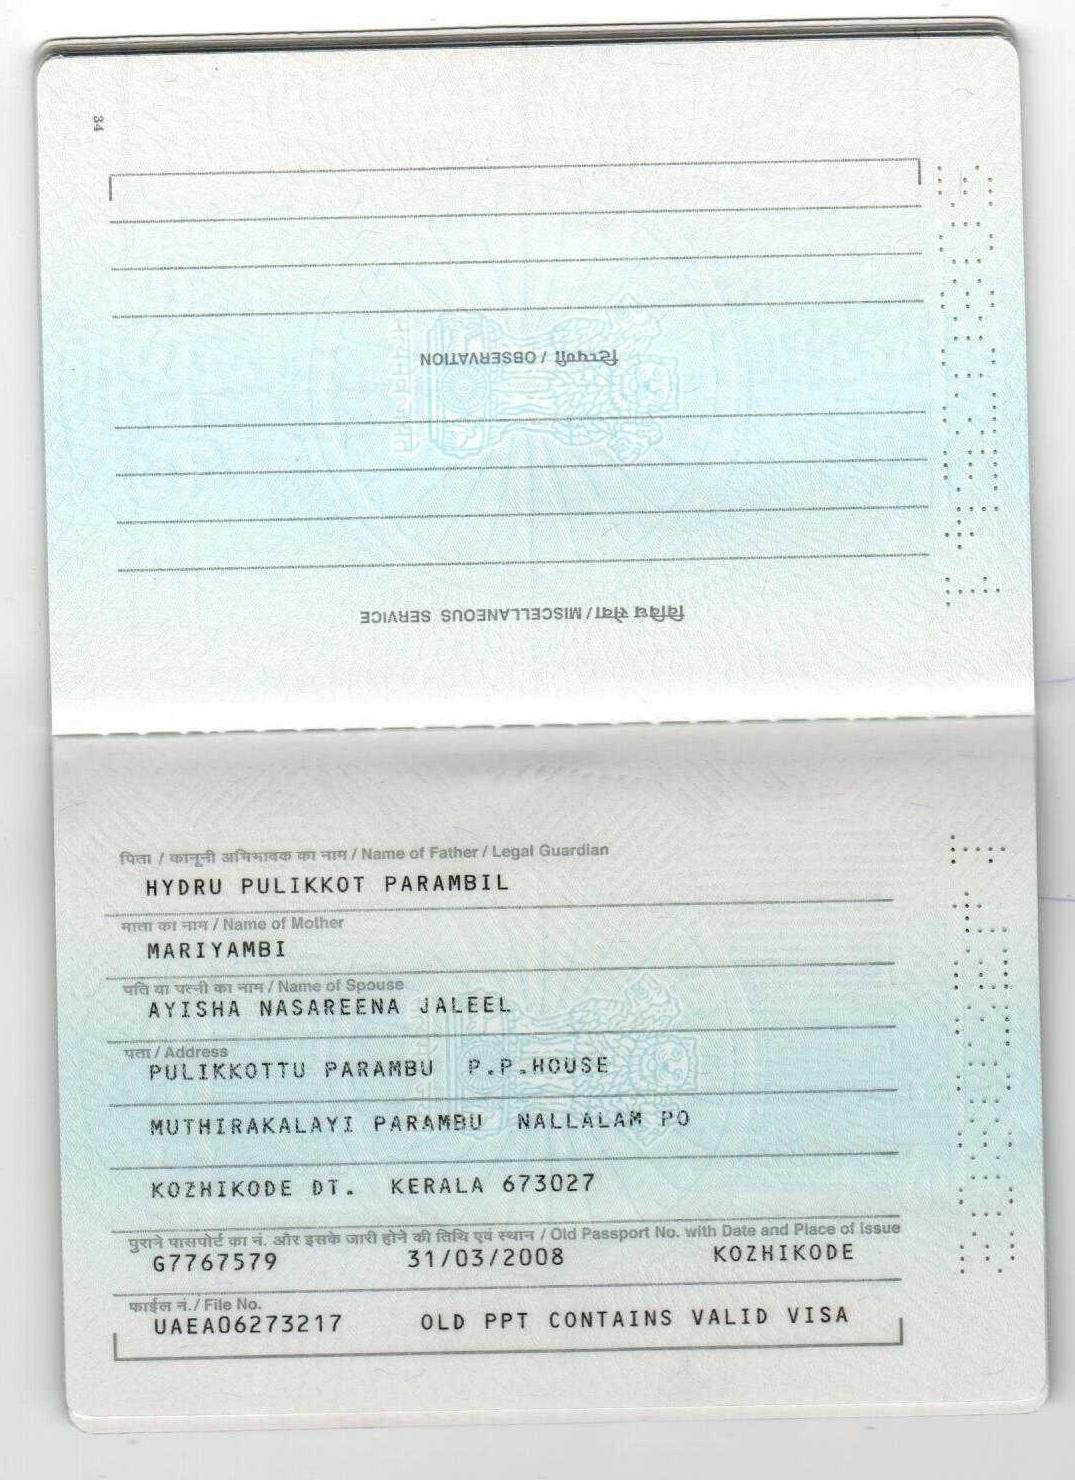 34
टिप्पणी / OBSERVATION
विविध सेवा / MISCELLANEOUS SERVICE
पिता / कानूनी अभिभावक का नाम / Name of Father / Legal Guardian
HYDRU PULIKKOT PARAMBIL
माता का नाम / Name of Mother
MARIYAMBI
पति या पत्नी का नाम / Name of Spouse
AYISHA NASAREENA JALEEL
पता / Address
PULIKKOTTU PARAMBU P.P.HOUSE
MUTHIRAKALAYI PARAMBU NALLALAM PO
KOZHIKODE DT. KERALA 673027
पुराने पासपोर्ट का नं. और इसके जारी होने की तिथि एवं स्थान / Old Passport No. with Date and Place of Issue
G7767579 31/03/2008 KOZHIKODE
फाईल नं./ File No.
UAEA06273217 OLD PPT CONTAINS VALID VISA